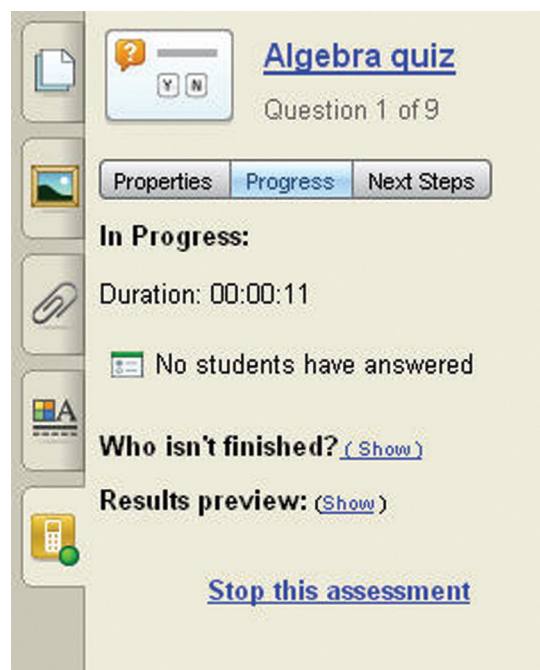 Algebra quiz
Y N
Question 1 of 9
Properties Progress Next Steps
In Progress:
Duration: 00:00:11
No students have answered
A
Who isn't finished? ( Show )
Results preview: (Show )
Stop this assessment